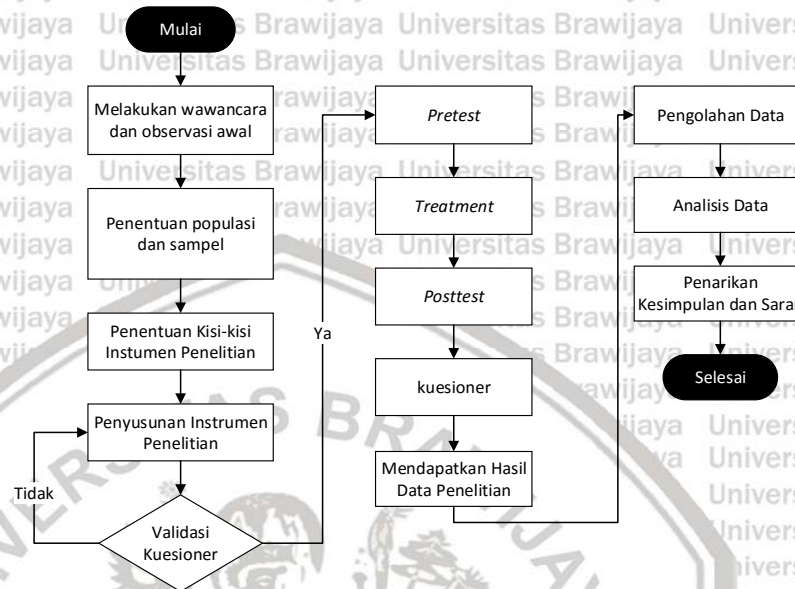 Mulai
Melakukan wawancara
dan observasi awal
Penentuan populasi
dan sampel
Penentuan Kisi-kisi
Instumen Penelitian
Penyusunan Instrumen
Penelitian
Tidak
Validasi
Kuesioner
Ya
Pretest
Treatment
Posttest
kuesioner
Mendapatkan Hasil
Data Penelitian
Pengolahan Data
Analisis Data
Penarikan
Kesimpulan dan Saran
Selesai
Universitas Brawijaya